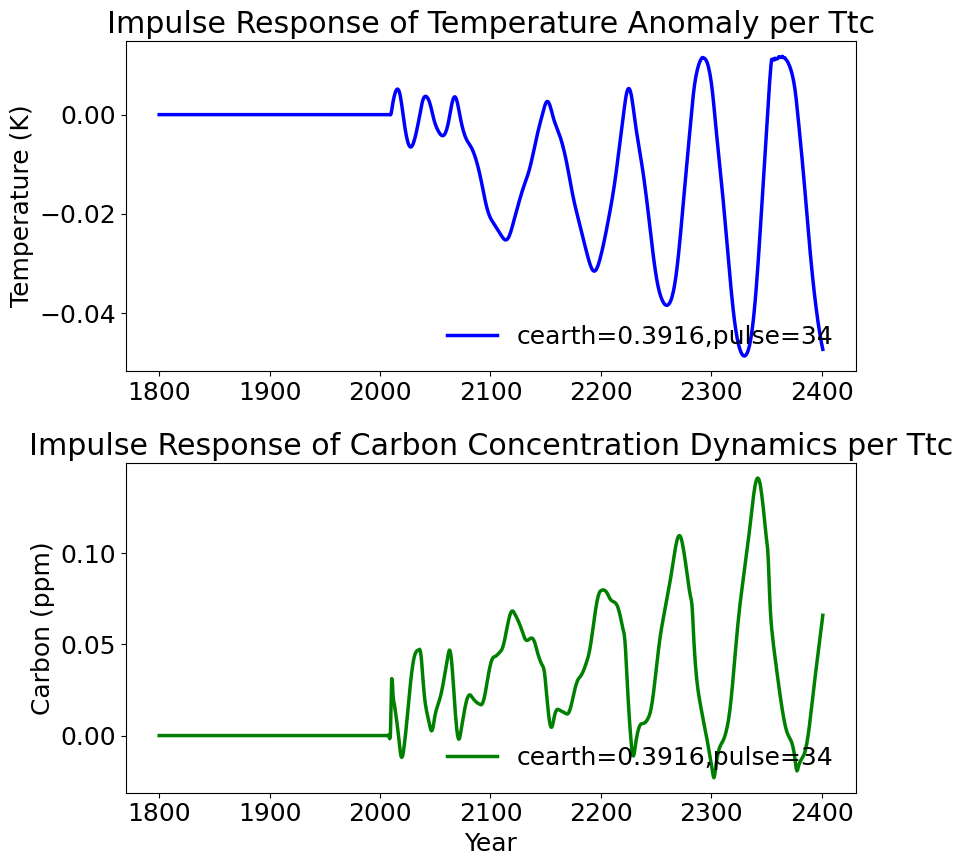 Impulse Response of Temperature Anomaly per Ttc
Temperature (K)
0.00
−0.02
−0.04
cearth=0.3916,pulse=34
1800 1900 2000 2100 2200 2300 2400
Impulse Response of Carbon Concentration Dynamics per Ttc
Carbon (ppm)
0.10
0.05
0.00
cearth=0.3916,pulse=34
1800 1900 2000 2100 2200 2300 2400
Year